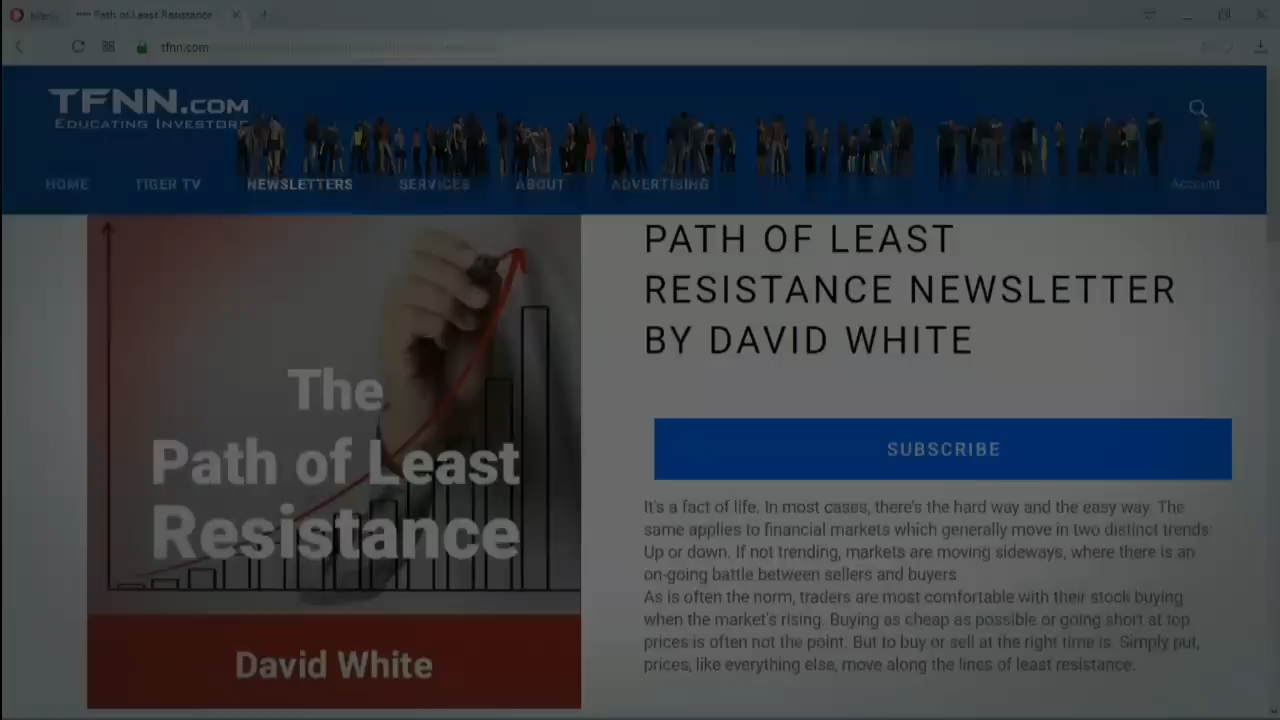 Menu
Path of Least Resistance
tfnn.com
TFNN.COM
EDUCATING INVESTORS
HOME TIGER TV NEWSLETTERS SERVICES ABOUT ADVERTISING Account
The
Path of Least
Resistance
David White
PATH OF LEAST
RESISTANCE NEWSLETTER
BY DAVID WHITE
SUBSCRIBE
It's a fact of life. In most cases, there's the hard way and the easy way. The
same applies to financial markets which generally move in two distinct trends:
Up or down. If not trending, markets are moving sideways, where there is an
on-going battle between sellers and buyers
As is often the norm, traders are most comfortable with their stock buying
when the market's rising. Buying as cheap as possible or going short at top
prices is often not the point. But to buy or sell at the right time is. Simply put,
prices, like everything else, move along the lines of least resistance.